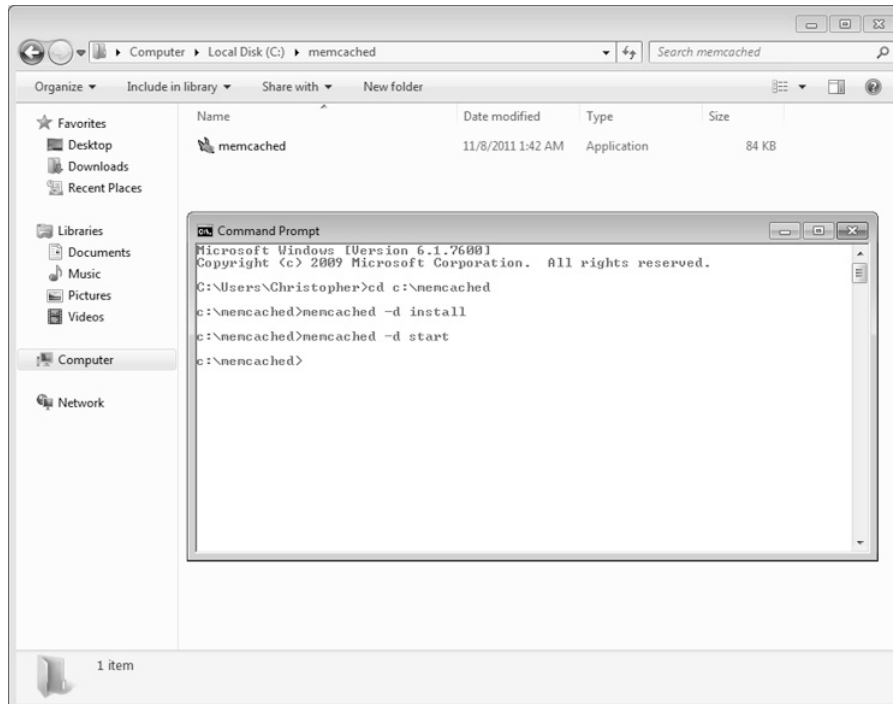 Computer Local Disk (C:) memcached
Search memcached
Organize Include in library Share with New folder
Favorites
Desktop
Downloads
Recent Places
Libraries
Documents
Music
Pictures
Videos
Computer
Network
Name Date modified Type Size
memcached 11/8/2011 1:42 AM Application 84 KB
Command Prompt
Microsoft Windows [Version 6.1.7600]
Copyright (c) 2009 Microsoft Corporation. All rights reserved.
C:\Users\Christopher>cd c:\memcached
c:\memcached>memcached -d install
c:\memcached>memcached -d start
c:\memcached>
1 item